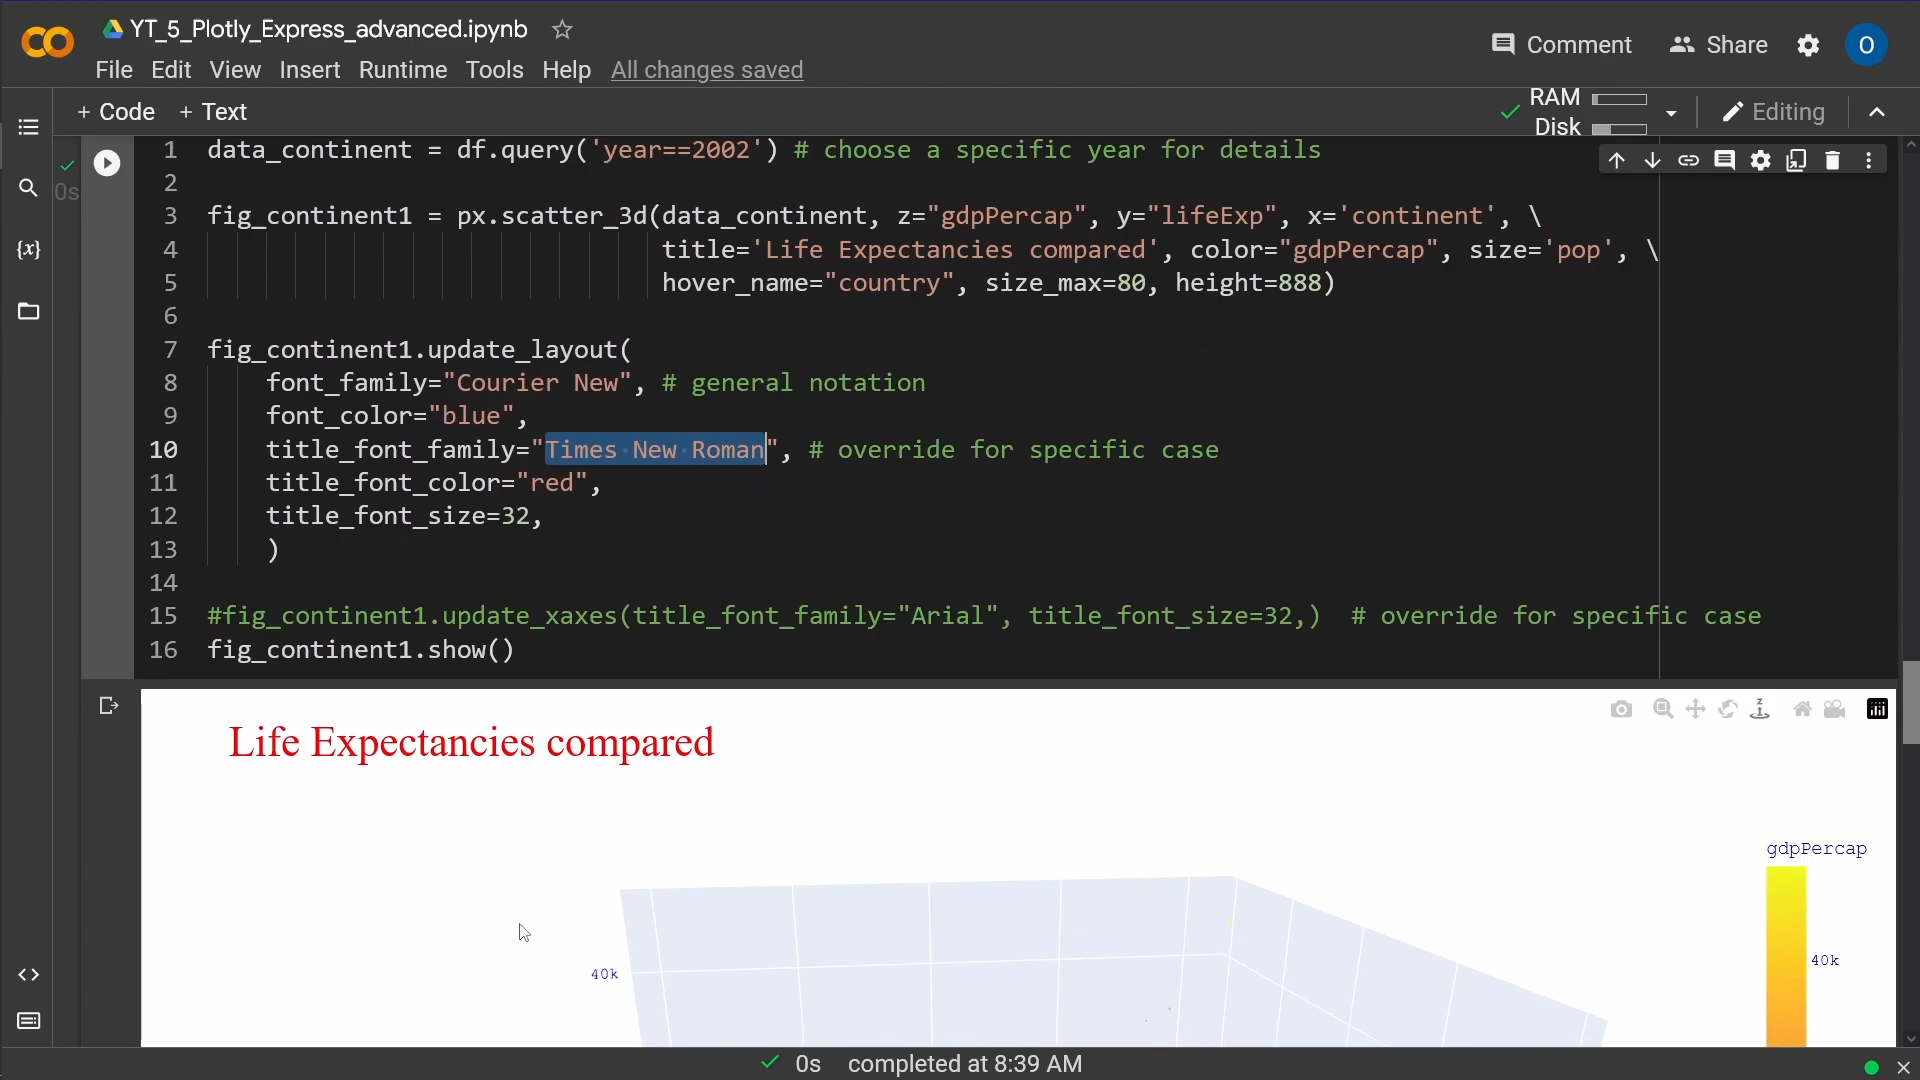 YT_5_Plotly_Express_advanced.ipynb
File Edit View Insert Runtime Tools Help All changes saved
Comment Share O
+ Code + Text
RAM
Disk
Editing
0s
1 data_continent = df.query('year==2002') # choose a specific year for details
2
3 fig_continent1 = px.scatter_3d(data_continent, z="gdpPercap", y="lifeExp", x='continent', \
4 title='Life Expectancies compared', color="gdpPercap", size='pop', \
5 hover_name="country", size_max=80, height=888)
6
7 fig_continent1.update_layout(
8 font_family="Courier New", # general notation
9 font_color="blue",
10 title_font_family="Times New Roman", # override for specific case
11 title_font_color="red",
12 title_font_size=32,
13 )
14
15 #fig_continent1.update_xaxes(title_font_family="Arial", title_font_size=32,) # override for specific case
16 fig_continent1.show()
Life Expectancies compared
gdpPercap
40k
40k
0s completed at 8:39 AM